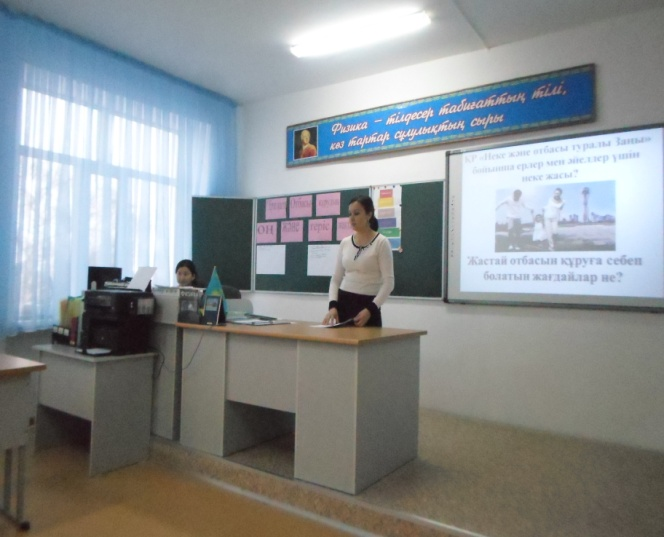 Физика – тілдесер табиғаттың тілі,
көз тартар сұлулықтың сыры
ҚР «Неке және отбасы туралы Заңы»
бойынша ерлер мен әйелдер үшін
неке жасы?
Жастай отбасын құруға себеп
болатын жағдайлар не?
ОҢ